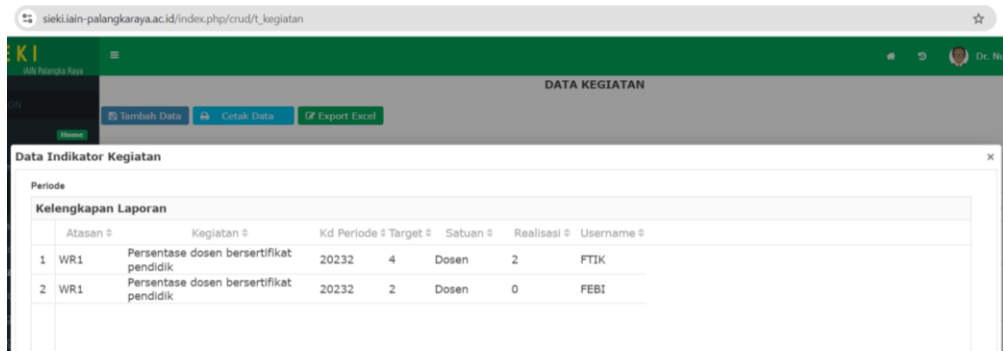 sieki.iain-palangkaraya.ac.id/index.php/crud/t_kegiatan
EKI
IAIN Palangka Raya
Dr. Nu
DATA KEGIATAN
Tambah Data Cetak Data Export Excel
Home
Data Indikator Kegiatan ×
Periode
Kelengkapan Laporan
Atasan Kegiatan Kd Periode Target Satuan Realisasi Username
1 WR1 Persentase dosen bersertifikat pendidik 20232 4 Dosen 2 FTIK
2 WR1 Persentase dosen bersertifikat pendidik 20232 2 Dosen 0 FEBI